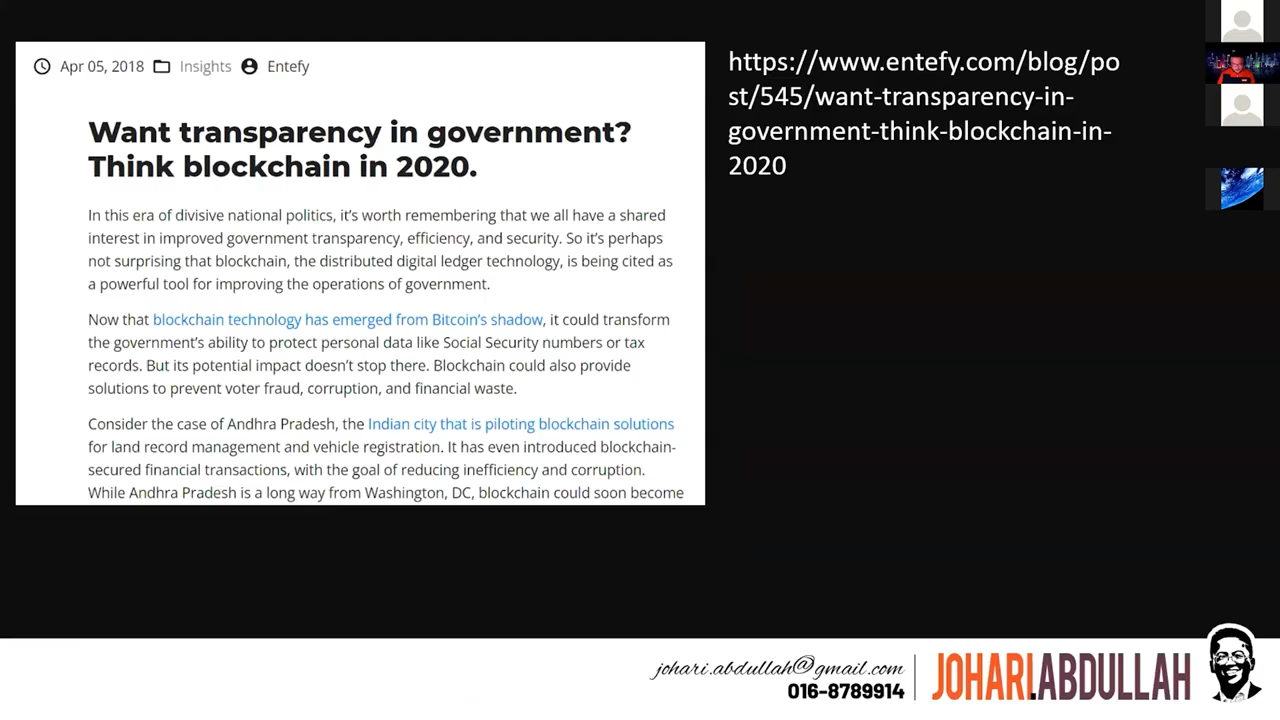 Apr 05, 2018 Insights Entefy
Want transparency in government?
Think blockchain in 2020.
In this era of divisive national politics, it's worth remembering that we all have a shared
interest in improved government transparency, efficiency, and security. So it's perhaps
not surprising that blockchain, the distributed digital ledger technology, is being cited as
a powerful tool for improving the operations of government.
Now that blockchain technology has emerged from Bitcoin's shadow, it could transform
the government's ability to protect personal data like Social Security numbers or tax
records. But its potential impact doesn't stop there. Blockchain could also provide
solutions to prevent voter fraud, corruption, and financial waste.
Consider the case of Andhra Pradesh, the Indian city that is piloting blockchain solutions
for land record management and vehicle registration. It has even introduced blockchain-
secured financial transactions, with the goal of reducing inefficiency and corruption.
While Andhra Pradesh is a long way from Washington, DC, blockchain could soon become
https://www.entefy.com/blog/po
st/545/want-transparency-in-
government-think-blockchain-in-
2020
johari.abdullah@gmail.com
016-8789914
JOHARI.ABDULLAH